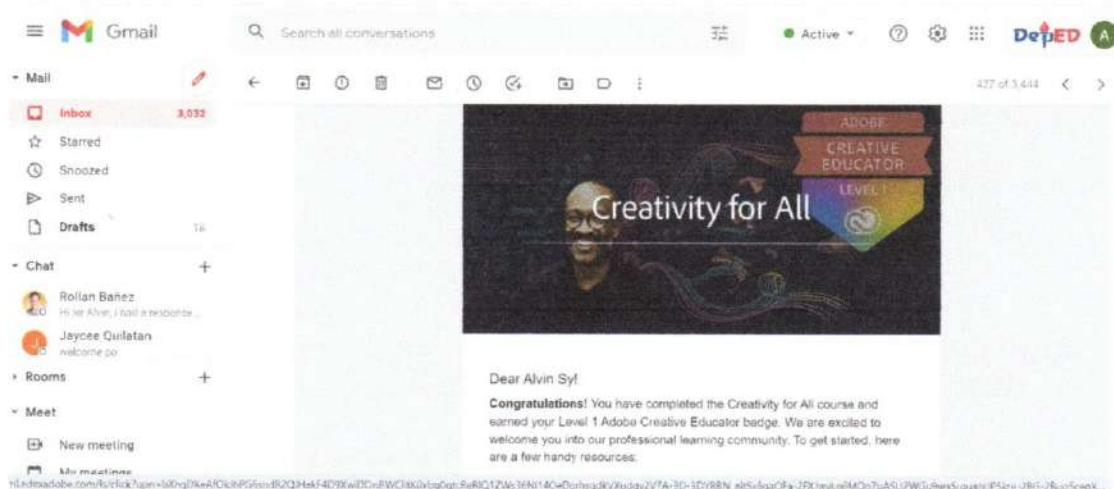 Gmail
Search all conversations
Active
DepED
A
Mail
Inbox 3,032
Starred
Snoozed
Sent
Drafts
Chat
Rollan Bañez
Jaycee Quilatan
welcome po
Rooms
Meet
New meeting
My meetings
427 of 3,444
ADOBE
CREATIVE
EDUCATOR
LEVEL 1
Creativity for All
Dear Alvin Sy!
Congratulations! You have completed the Creativity for All course and
earned your Level 1 Adobe Creative Educator badge. We are excited to
welcome you into our professional learning community. To get started, here
are a few handy resources: